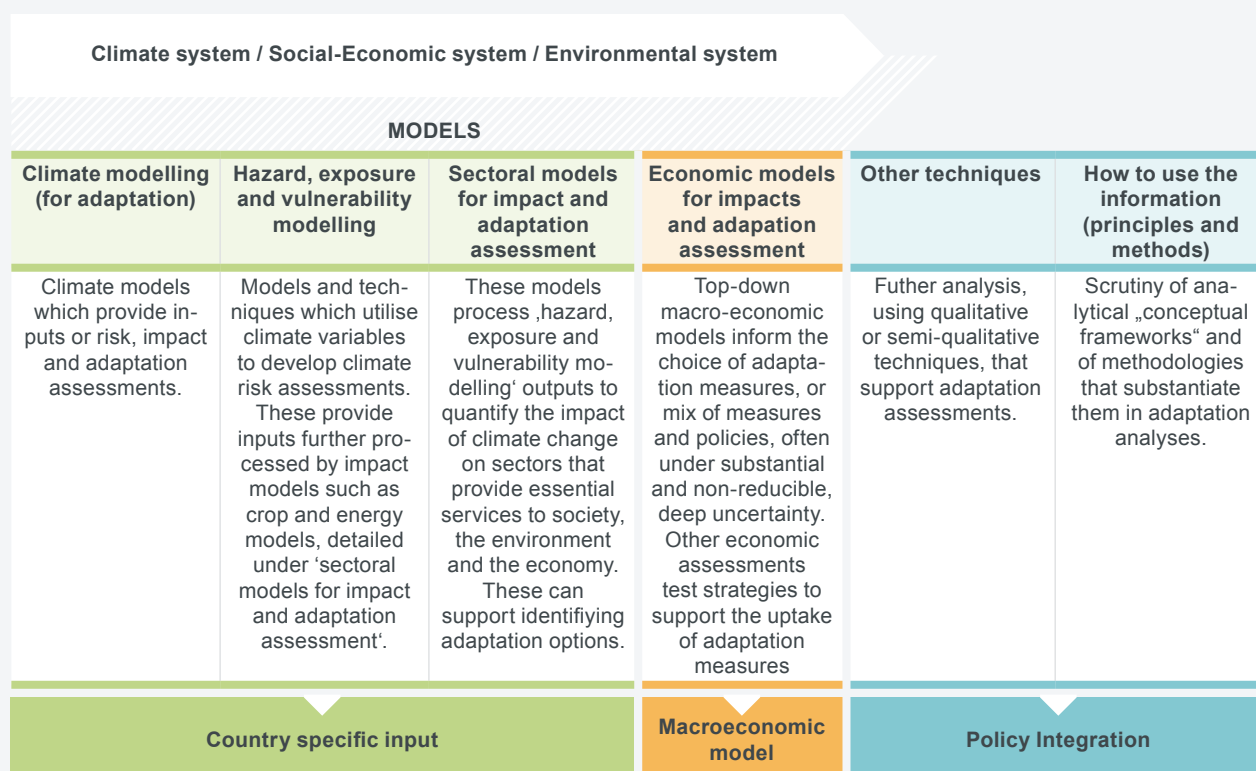 Climate system / Social-Economic system / Environmental system
MODELS
Climate modelling
(for adaptation)
Hazard, exposure
and vulnerability
modelling
Sectoral models
for impact and
adaptation
assessment
Economic models
for impacts
and adapation
assessment
Other techniques
How to use the
information
(principles and
methods)
Climate models
which provide in-
puts or risk, impact
and adaptation
assessments.
Models and tech-
niques which utilise
climate variables
to develop climate
risk assessments.
These provide
inputs further pro-
cessed by impact
models such as
crop and energy
models, detailed
under ‘sectoral
models for impact
and adaptation
assessment‘.
These models
process ‚hazard,
exposure and
vulnerability mo-
delling‘ outputs to
quantify the impact
of climate change
on sectors that
provide essential
services to society,
the environment
and the economy.
These can
support identifiying
adaptation options.
Top-down
macro-economic
models inform the
choice of adapta-
tion measures, or
mix of measures
and policies, often
under substantial
and non-reducible,
deep uncertainty.
Other economic
assessments
test strategies to
support the uptake
of adaptation
measures
Futher analysis,
using qualitative
or semi-qualitative
techniques, that
support adaptation
assessments.
Scrutiny of ana-
lytical „conceptual
frameworks“ and
of methodologies
that substantiate
them in adaptation
analyses.
Country specific input
Macroeconomic
model
Policy Integration